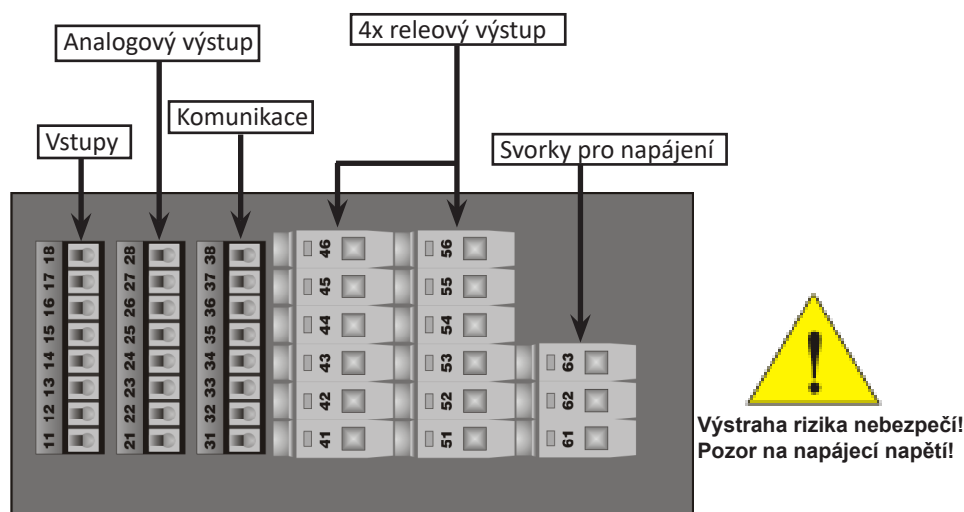 4x releový výstup
Analogový výstup
Komunikace
Vstupy
Svorky pro napájení
18 17 16 15 14 13 12 11
28 27 26 25 24 23 22 21
38 37 36 35 34 33 32 31
46 45 44 43 42 41
56 55 54 53 52 51
63 62 61
!
Výstraha rizika nebezpečí!
Pozor na napájecí napětí!